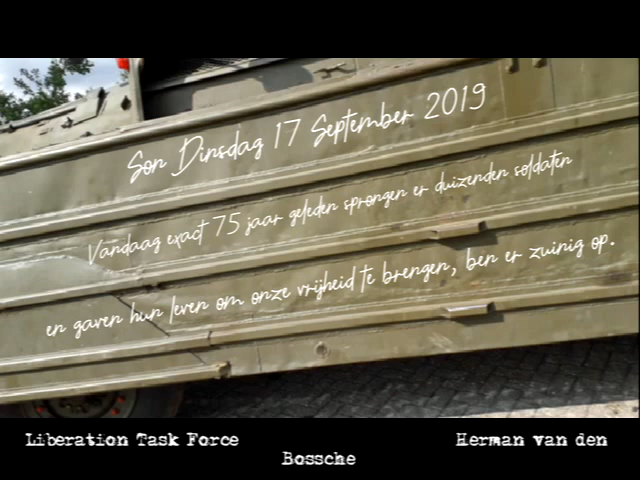 Son Dinsdag 17 September 2019
Vandaag exact 75 jaar geleden sprongen er duizenden soldaten
en gaven hun leven om onze vrijheid te brengen, ben er zuinig op.
Liberation Task Force Herman van den
Bossche